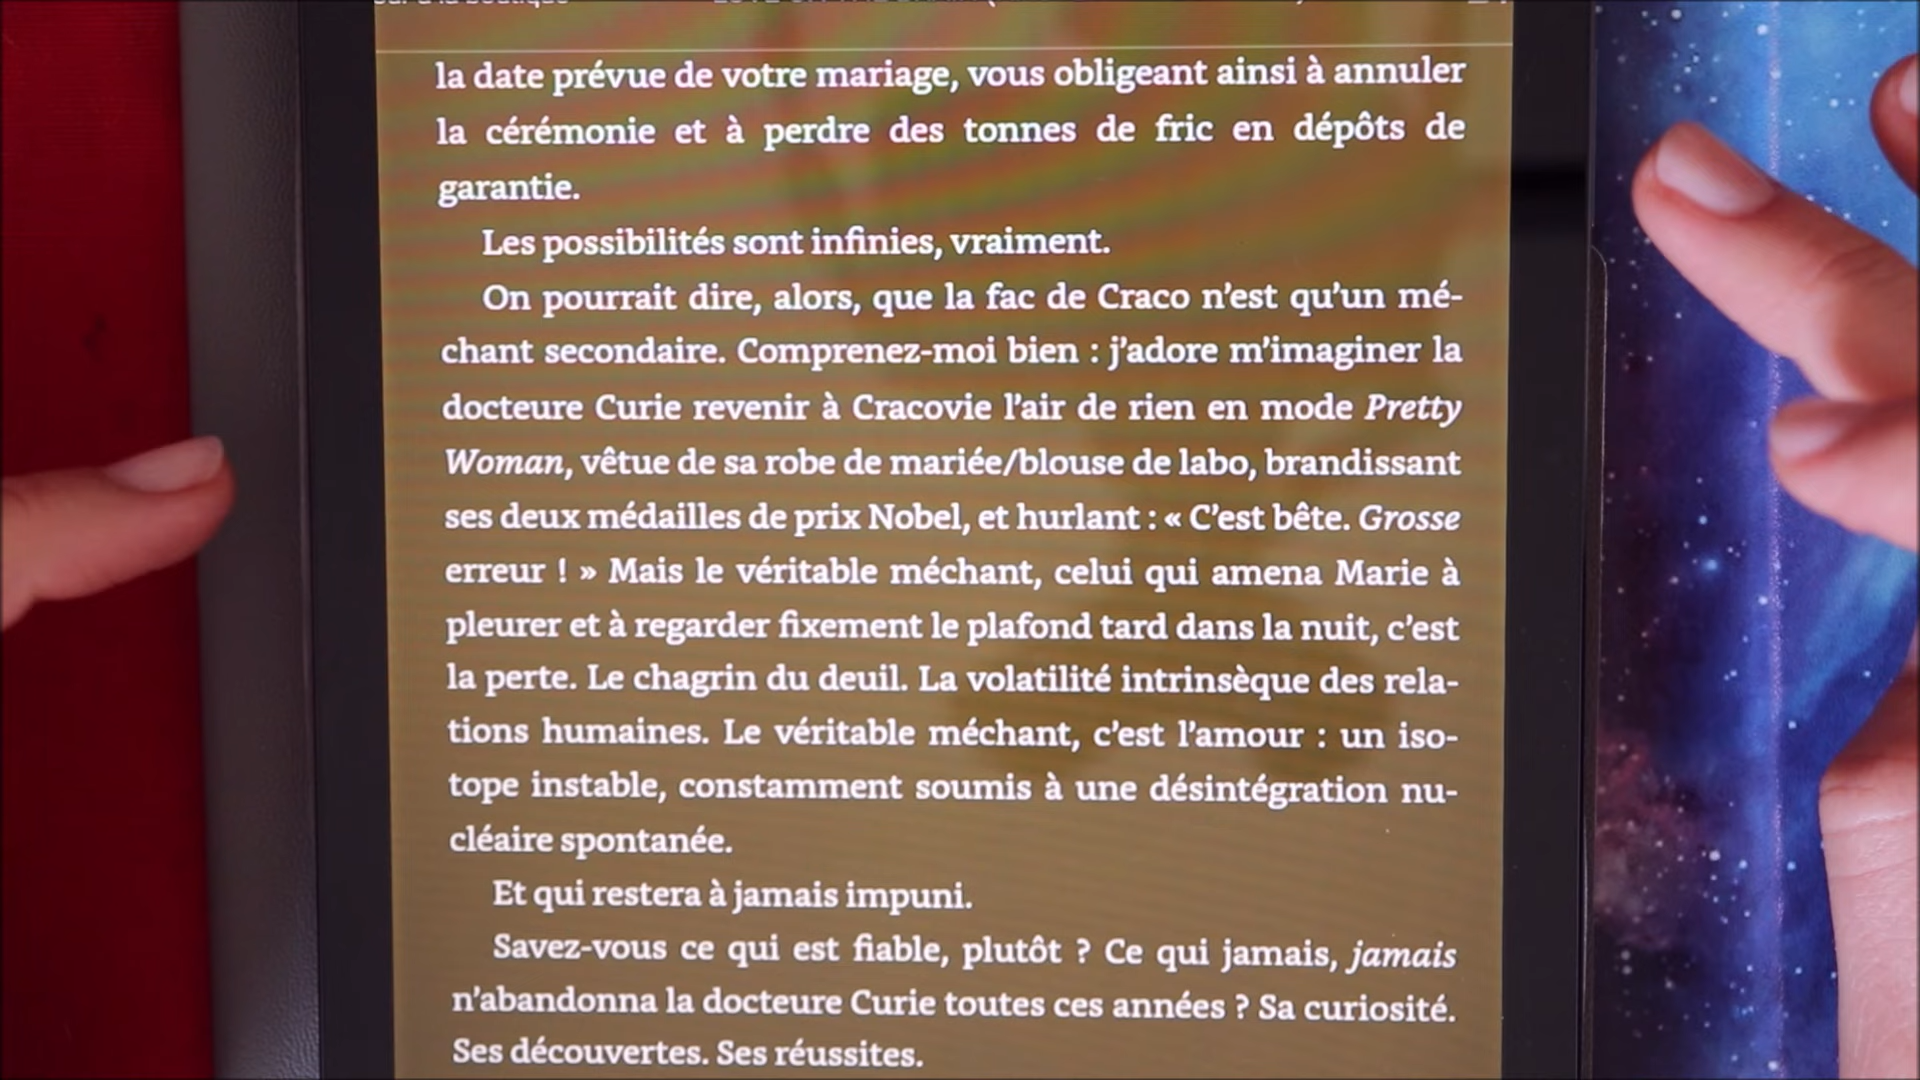 la date prévue de votre mariage, vous obligeant ainsi à annuler
la cérémonie et à perdre des tonnes de fric en dépôts de
garantie.
Les possibilités sont infinies, vraiment.
On pourrait dire, alors, que la fac de Craco n’est qu’un mé-
chant secondaire. Comprenez-moi bien : j’adore m’imaginer la
docteure Curie revenir à Cracovie l’air de rien en mode Pretty
Woman, vêtue de sa robe de mariée/blouse de labo, brandissant
ses deux médailles de prix Nobel, et hurlant : « C’est bête. Grosse
erreur ! » Mais le véritable méchant, celui qui amena Marie à
pleurer et à regarder fixement le plafond tard dans la nuit, c’est
la perte. Le chagrin du deuil. La volatilité intrinsèque des rela-
tions humaines. Le véritable méchant, c’est l’amour : un iso-
tope instable, constamment soumis à une désintégration nu-
cléaire spontanée.
Et qui restera à jamais impuni.
Savez-vous ce qui est fiable, plutôt ? Ce qui jamais, jamais
n’abandonna la docteure Curie toutes ces années ? Sa curiosité.
Ses découvertes. Ses réussites.